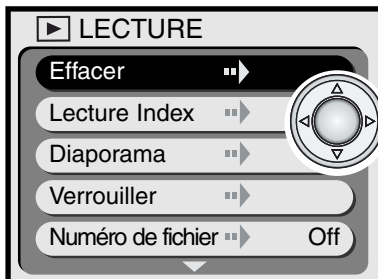 LECTURE
Effacer
Lecture Index
Diaporama
Verrouiller
Numéro de fichier Off